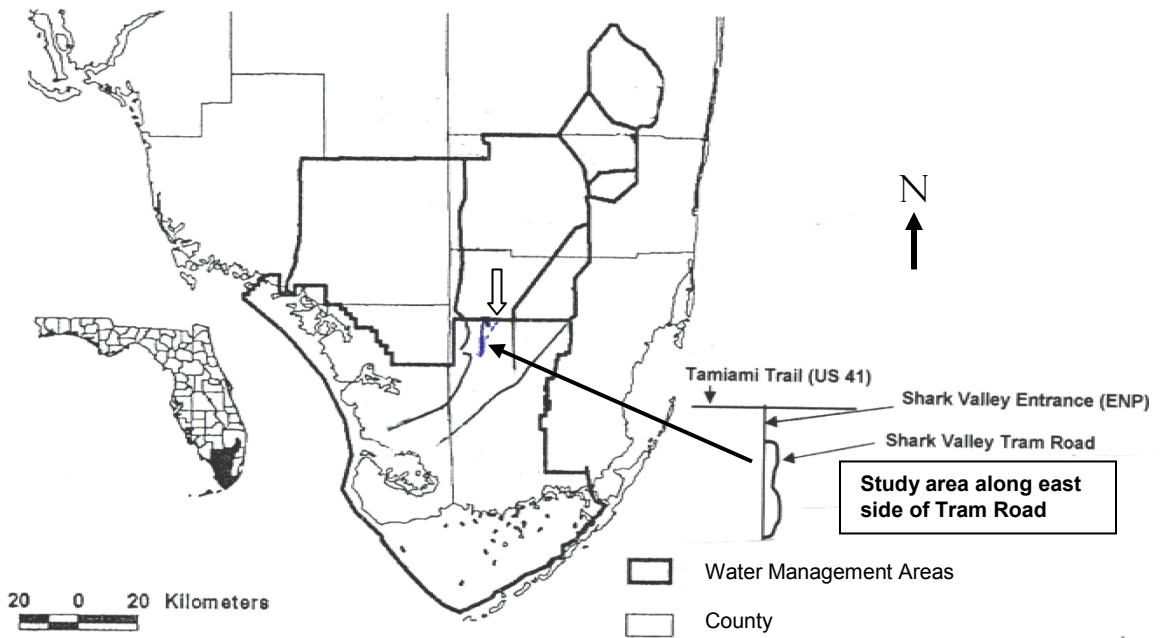 N
Tamiami Trail (US 41)
Shark Valley Entrance (ENP)
Shark Valley Tram Road
Study area along east
side of Tram Road
Water Management Areas
County
20 0 20 Kilometers